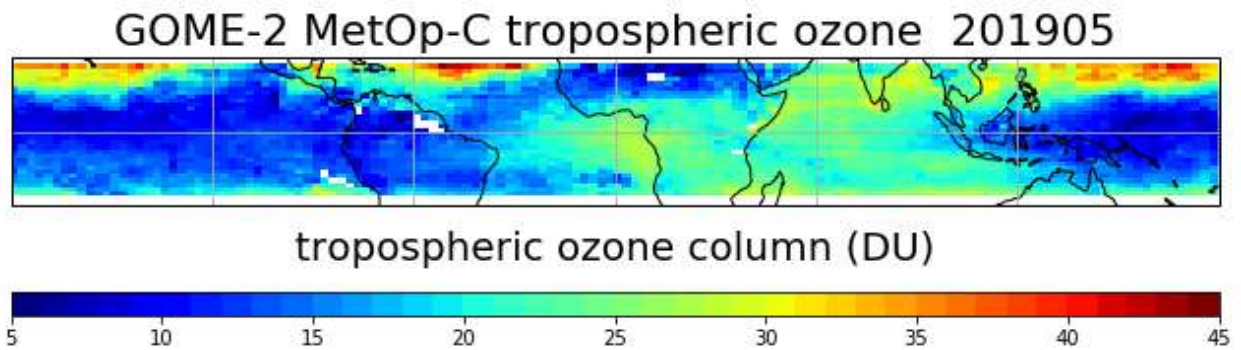 GOME-2 MetOp-C tropospheric ozone 201905
tropospheric ozone column (DU)
5 10 15 20 25 30 35 40 45